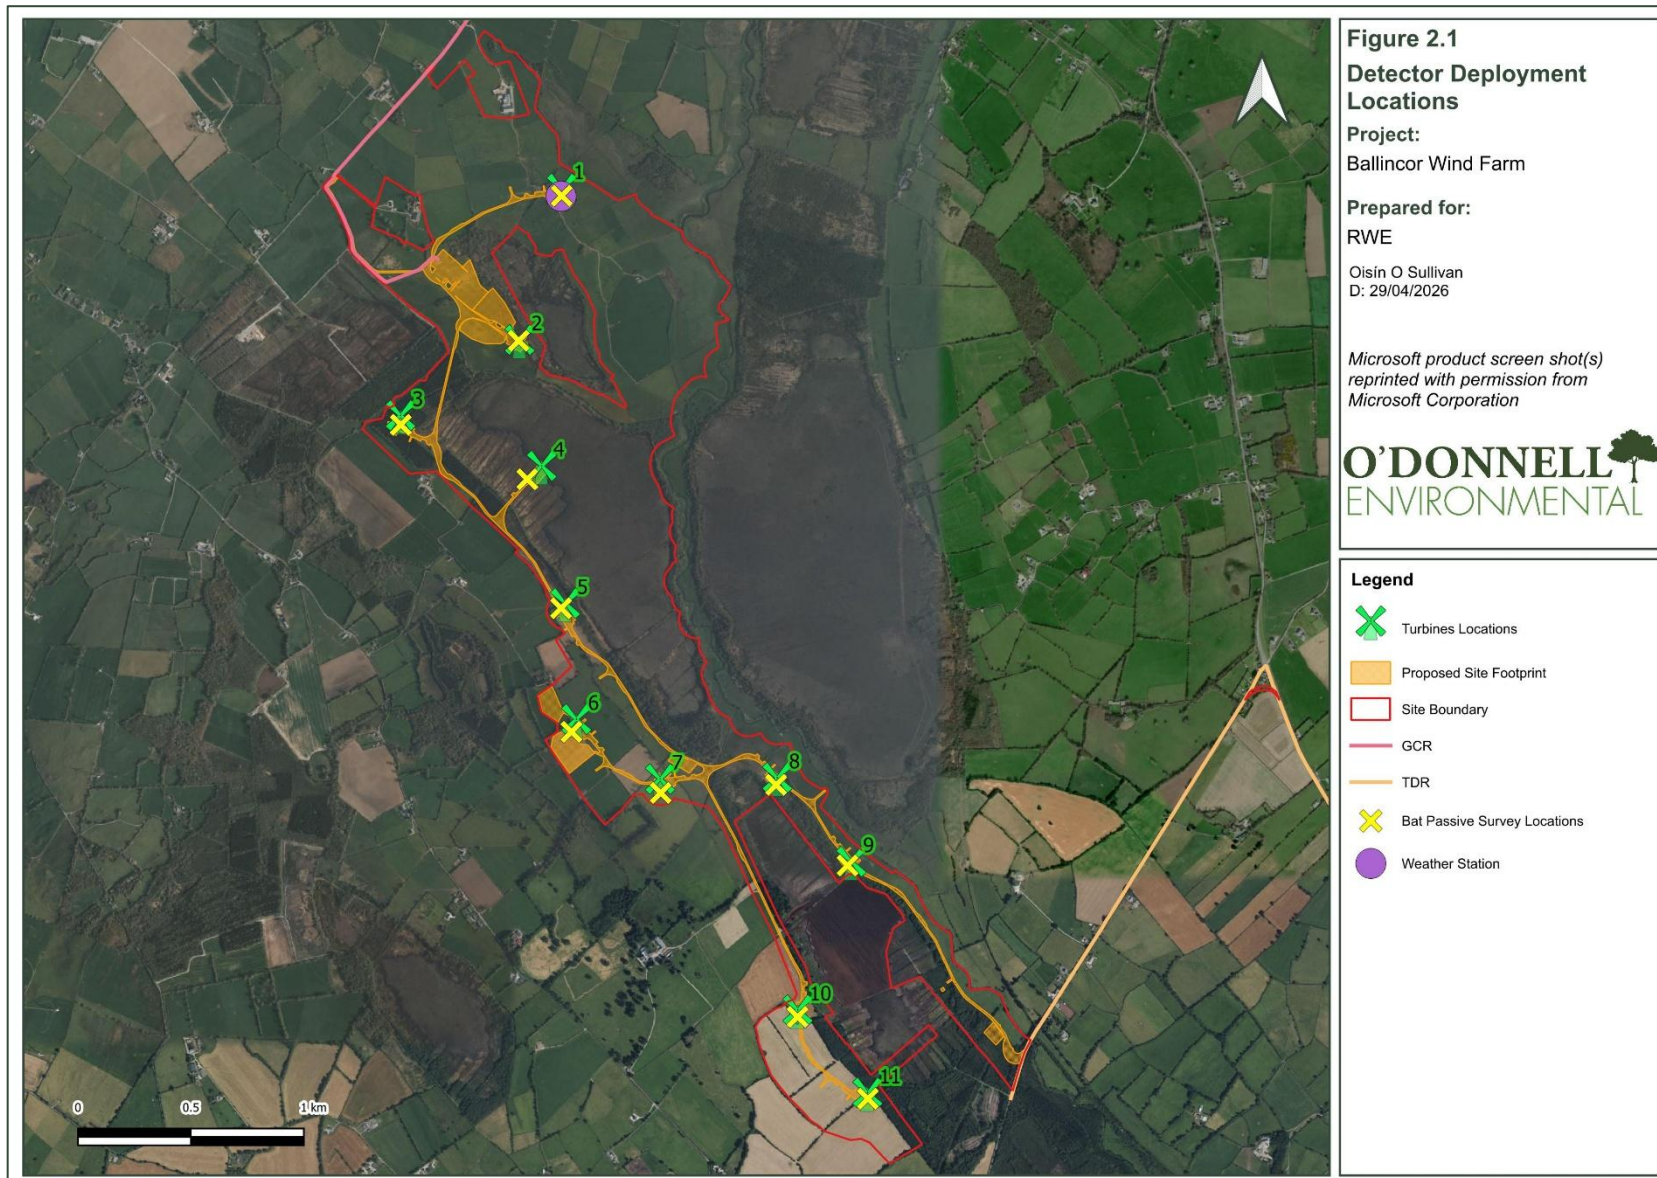 Figure 2.1
Detector Deployment
Locations
Project:
Ballincor Wind Farm
Prepared for:
RWE
Oisín O Sullivan
D: 29/04/2026
Microsoft product screen shot(s)
reprinted with permission from
Microsoft Corporation
O'DONNELL
ENVIRONMENTAL
Legend
Turbines Locations
Proposed Site Footprint
Site Boundary
GCR
TDR
Bat Passive Survey Locations
Weather Station
1
2
3
4
5
6
7
8
9
10
11
0 0.5 1 km